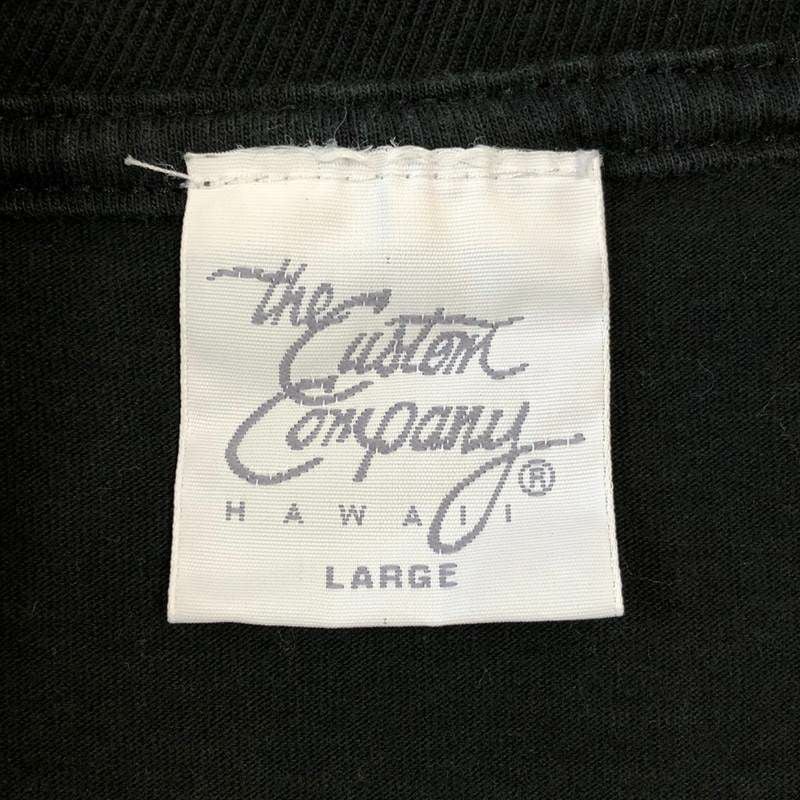 the
Custom
Company®
HAWAII
LARGE